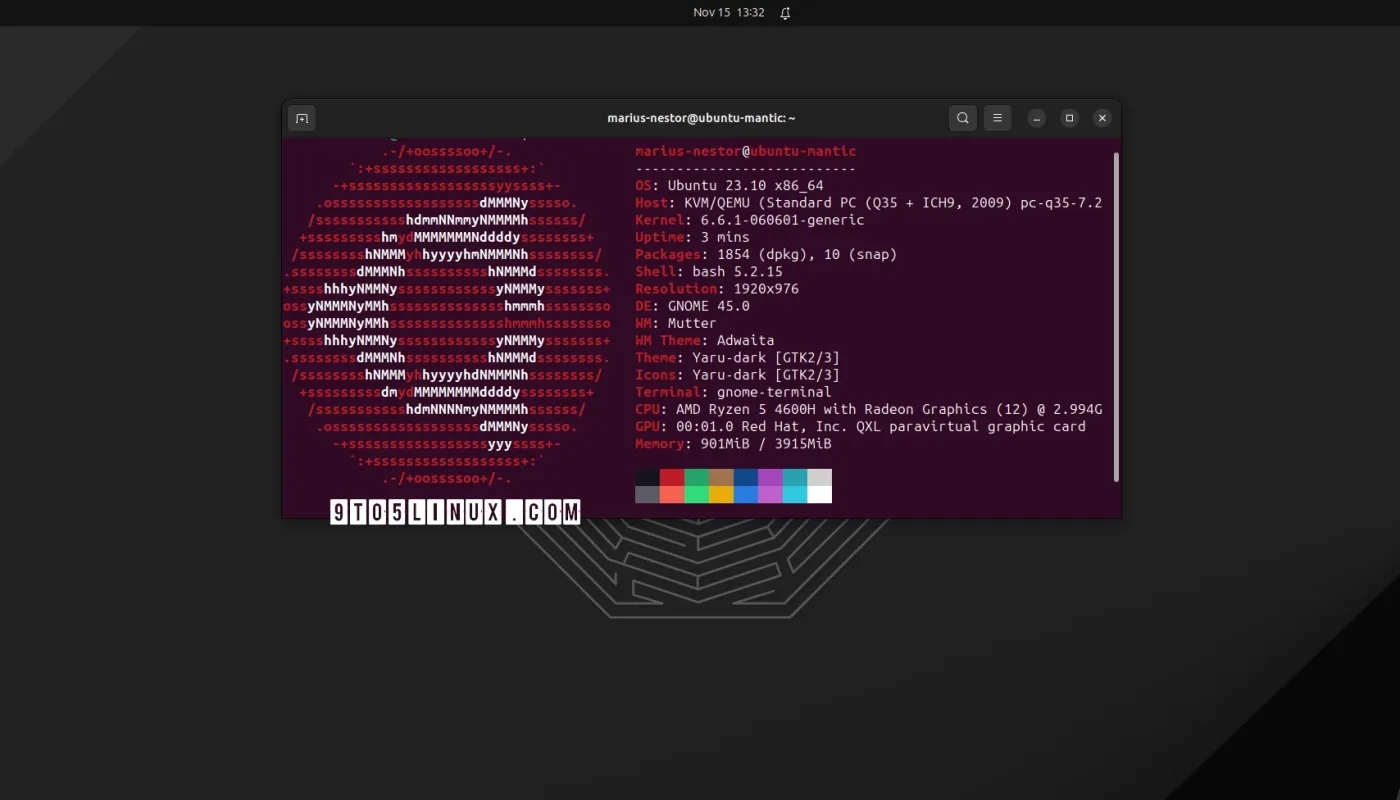 Nov 15 13:32
marius-nestor@ubuntu-mantic: ~
.-/+oossssoo+/-.
`:+ssssssssssssssssss+:`
-+ssssssssssssssssssyyssss+-
.ossssssssssssssssssdMMMNysssso.
/ssssssssssshdmmNNmmyNMMMMhssssss/
+ssssssssshmydMMMMMMMNddddyssssssss+
/sssssssshNMMMyhhyyyyhmNMMMNhssssssss/
.ssssssssdMMMNhsssssssssshNMMMdssssssss.
+sssshhhyNMMNyssssssssssssyNMMMysssssss+
ossyNMMMNyMMhsssssssssssssshmmmhssssssso
ossyNMMMNyMMhsssssssssssssshmmmhssssssso
+sssshhhyNMMNyssssssssssssyNMMMysssssss+
.ssssssssdMMMNhsssssssssshNMMMdssssssss.
/sssssssshNMMMyhhyyyyhdNMMMNhssssssss/
+sssssssssdmydMMMMMMMMddddyssssssss+
/ssssssssssshdmNNNNmyNMMMMhssssss/
.ossssssssssssssssssdMMMNysssso.
-+sssssssssssssssssyyyssss+-
`:+ssssssssssssssssss+:`
.-/+oossssoo+/-.
marius-nestor@ubuntu-mantic
---------------------------
OS: Ubuntu 23.10 x86_64
Host: KVM/QEMU (Standard PC (Q35 + ICH9, 2009) pc-q35-7.2
Kernel: 6.6.1-060601-generic
Uptime: 3 mins
Packages: 1854 (dpkg), 10 (snap)
Shell: bash 5.2.15
Resolution: 1920x976
DE: GNOME 45.0
WM: Mutter
WM Theme: Adwaita
Theme: Yaru-dark [GTK2/3]
Icons: Yaru-dark [GTK2/3]
Terminal: gnome-terminal
CPU: AMD Ryzen 5 4600H with Radeon Graphics (12) @ 2.994G
GPU: 00:01.0 Red Hat, Inc. QXL paravirtual graphic card
Memory: 901MiB / 3915MiB
9TO5LINUX.COM